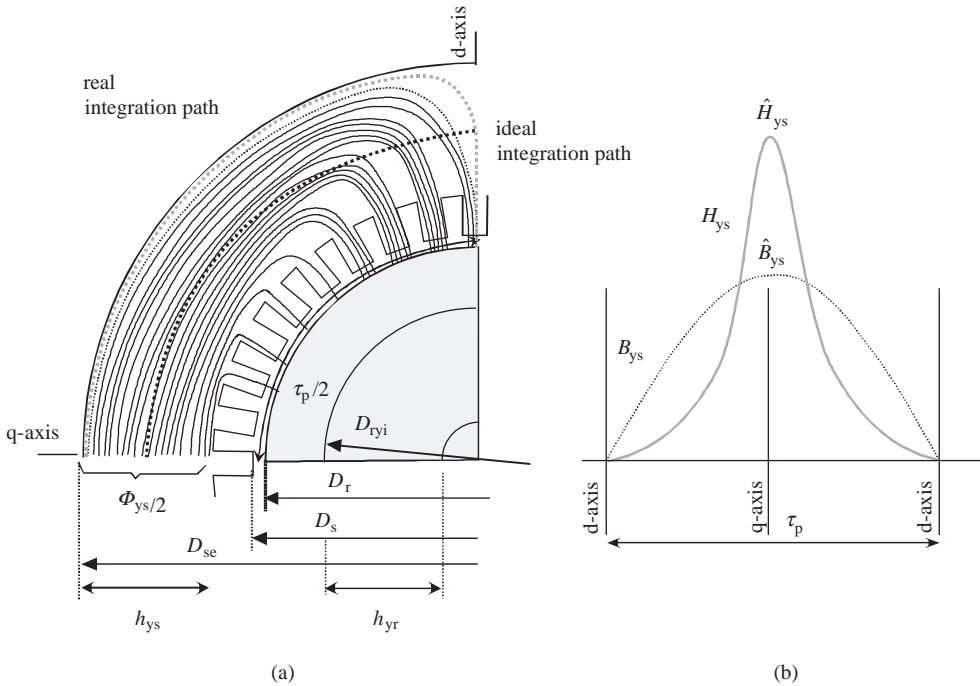 d-axis
real
integration path
ideal
integration path
τp/2
Dryi
q-axis
Φys/2
Dr
Ds
Dse
hys
hyr
(a)
Ĥys
Hys
B̂ys
Bys
d-axis
q-axis
τp
d-axis
(b)